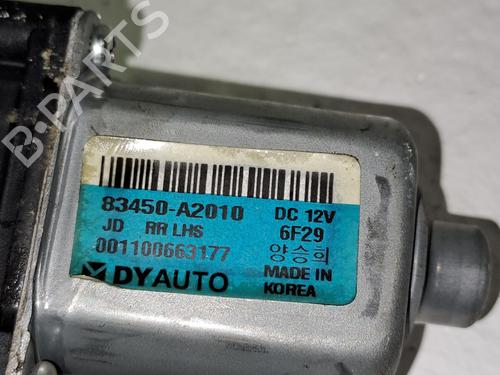 B-PARTS
83450-A2010 DC 12V
JD RR LHS 6F29
001100663177 양승희
DYAUTO MADE IN
KOREA